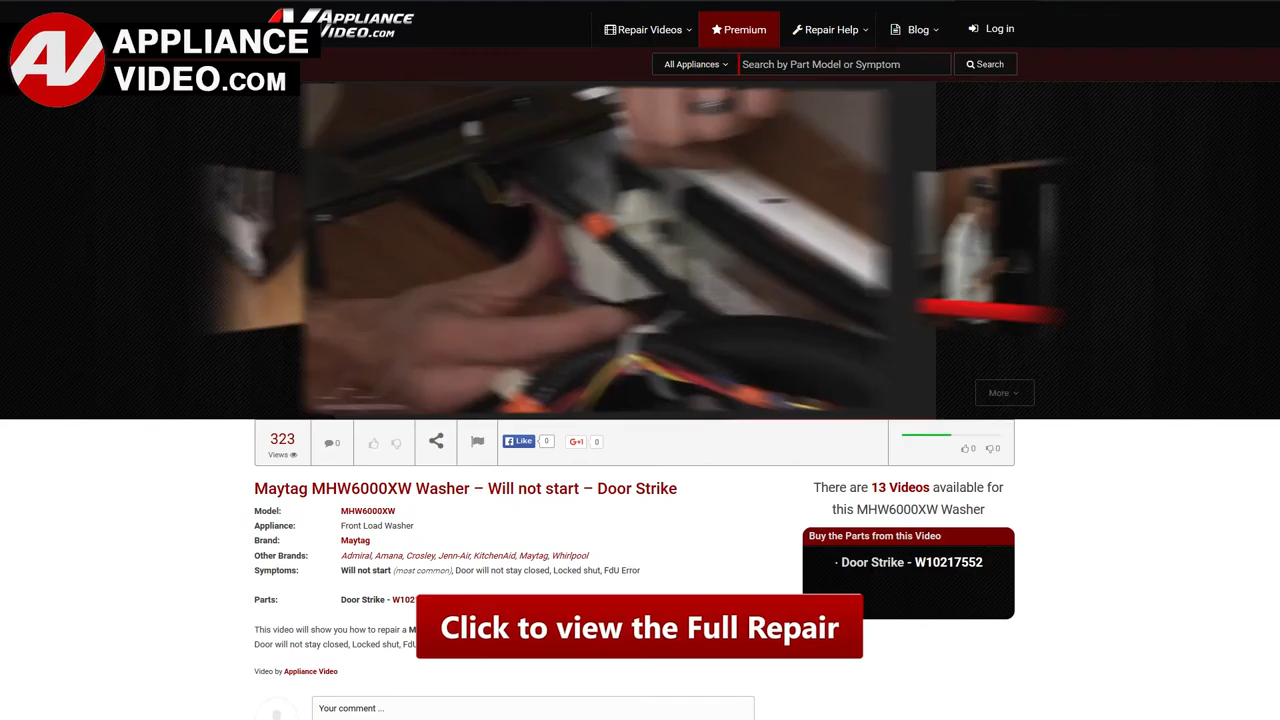 APPLIANCE
VIDEO.COM
APPLIANCE
VIDEO.COM
Repair Videos
Premium
Repair Help
Blog
Log in
All Appliances
Search by Part Model or Symptom
Search
More
323
Views
0
Like
0
G+1
0
0
0
Maytag MHW6000XW Washer – Will not start – Door Strike
Model: MHW6000XW
Appliance: Front Load Washer
Brand: Maytag
Other Brands: Admiral, Amana, Crosley, Jenn-Air, KitchenAid, Maytag, Whirlpool
Symptoms: Will not start (most common), Door will not stay closed, Locked shut, FdU Error
Parts: Door Strike - W102
This video will show you how to repair a M
Door will not stay closed, Locked shut, FdU
Video by Appliance Video
Your comment ...
There are 13 Videos available for
this MHW6000XW Washer
Buy the Parts from this Video
· Door Strike - W10217552
Click to view the Full Repair